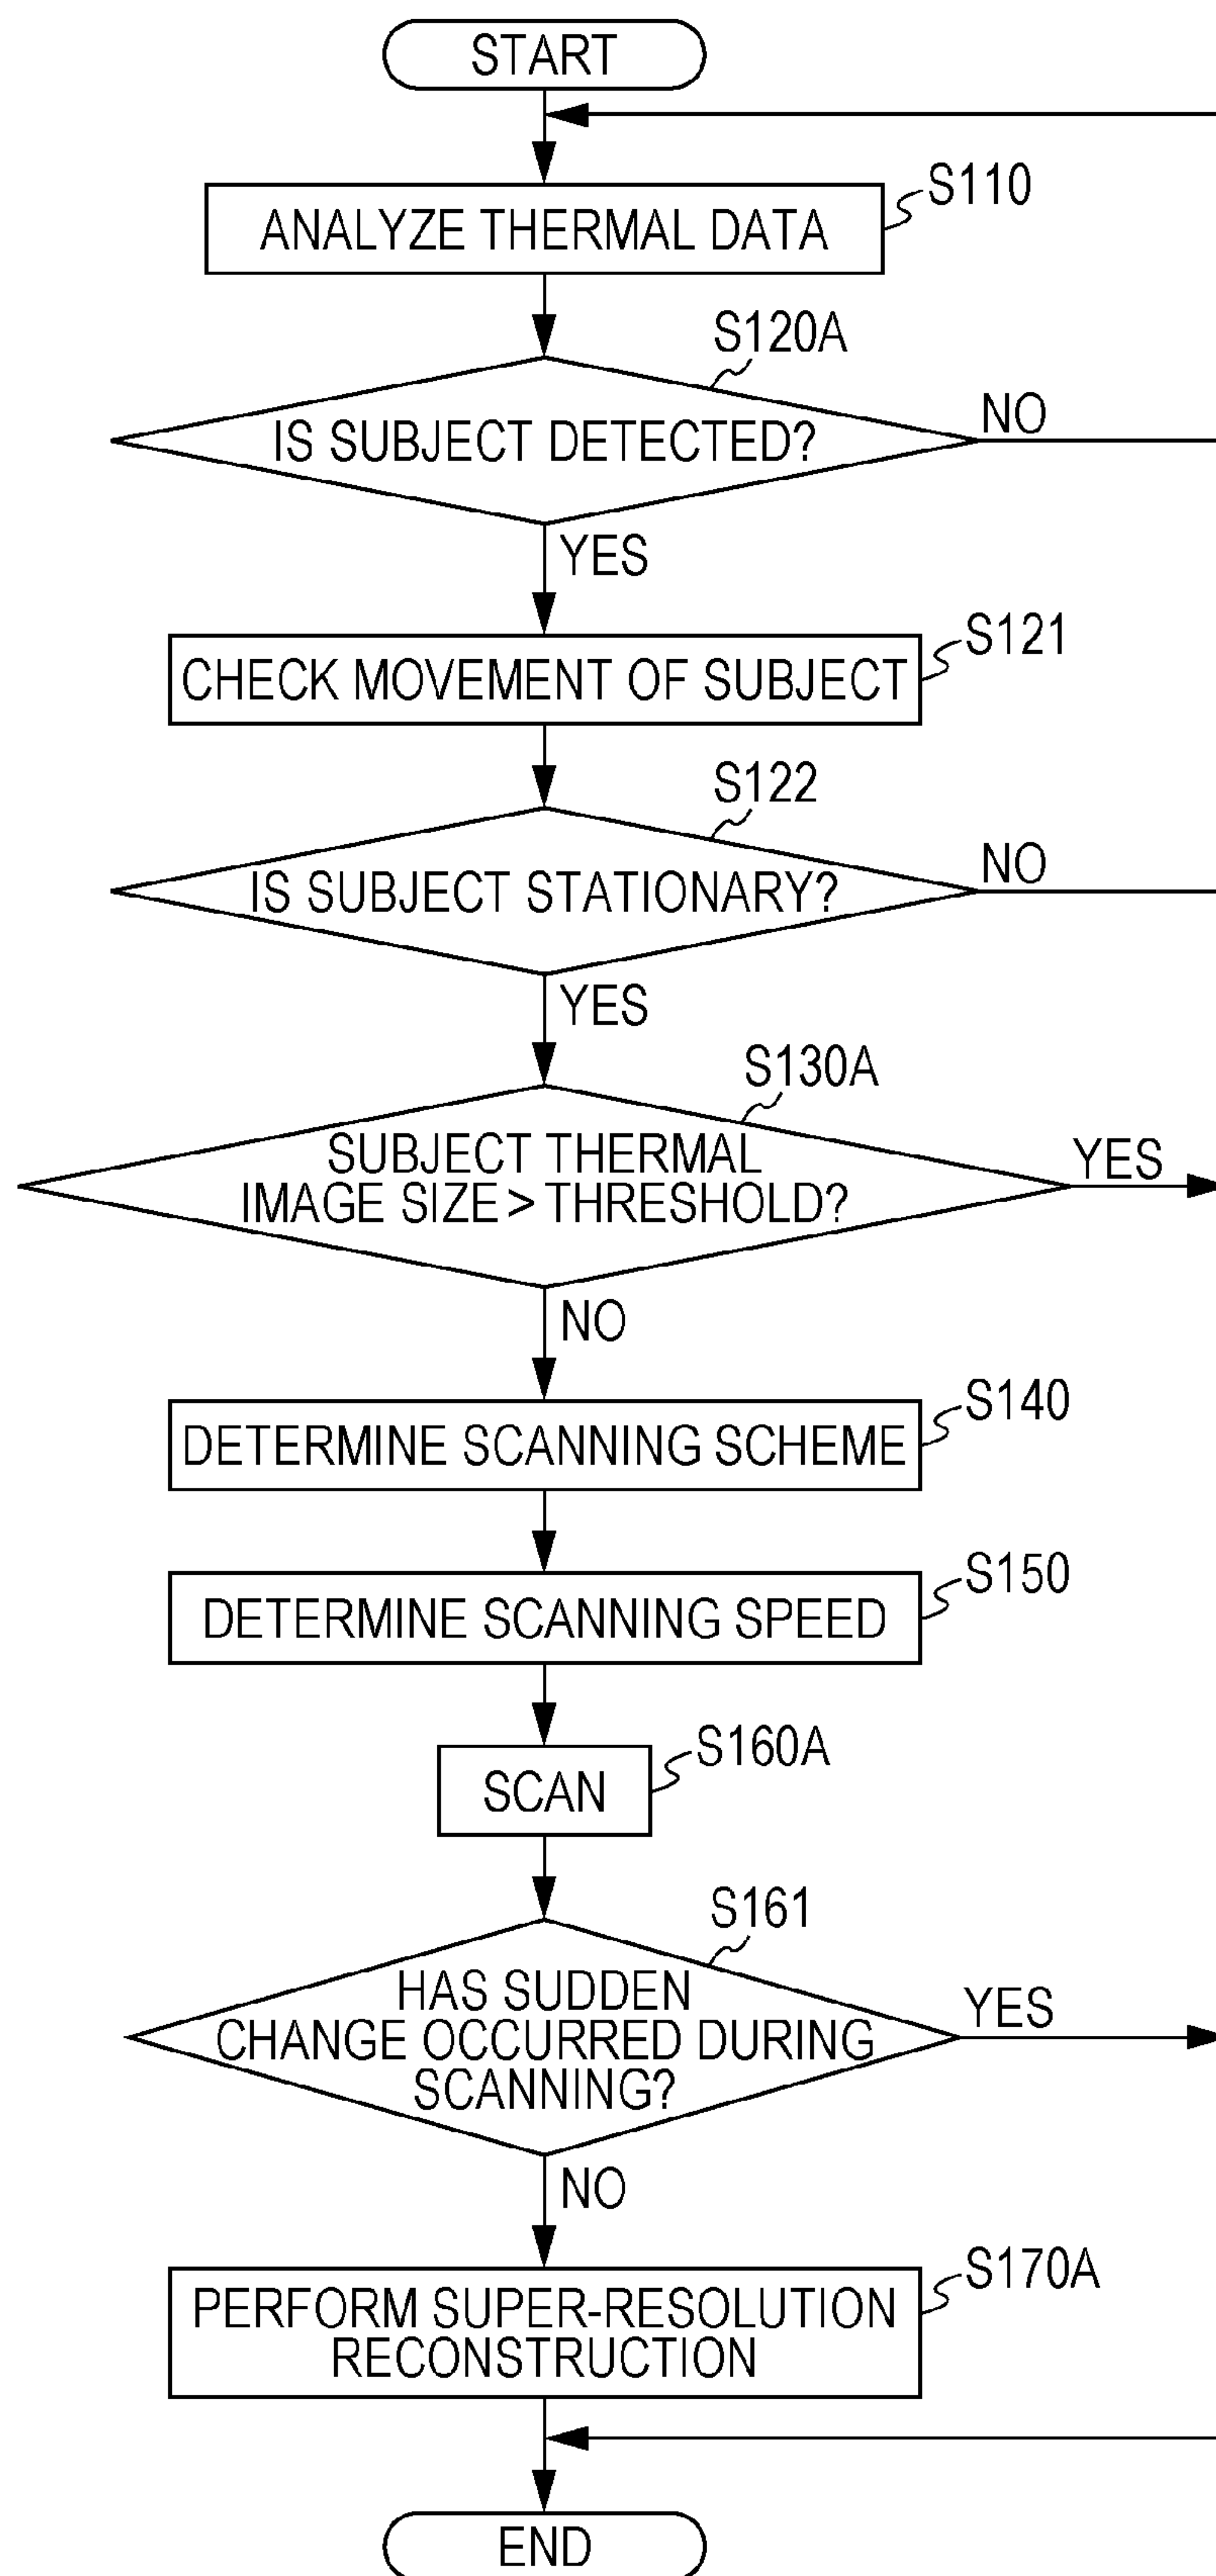 START
S110
ANALYZE THERMAL DATA
S120A
IS SUBJECT DETECTED?
NO
YES
S121
CHECK MOVEMENT OF SUBJECT
S122
IS SUBJECT STATIONARY?
NO
YES
S130A
SUBJECT THERMAL
IMAGE SIZE > THRESHOLD?
YES
NO
S140
DETERMINE SCANNING SCHEME
S150
DETERMINE SCANNING SPEED
S160A
SCAN
S161
HAS SUDDEN
CHANGE OCCURRED DURING
SCANNING?
YES
NO
S170A
PERFORM SUPER-RESOLUTION
RECONSTRUCTION
END